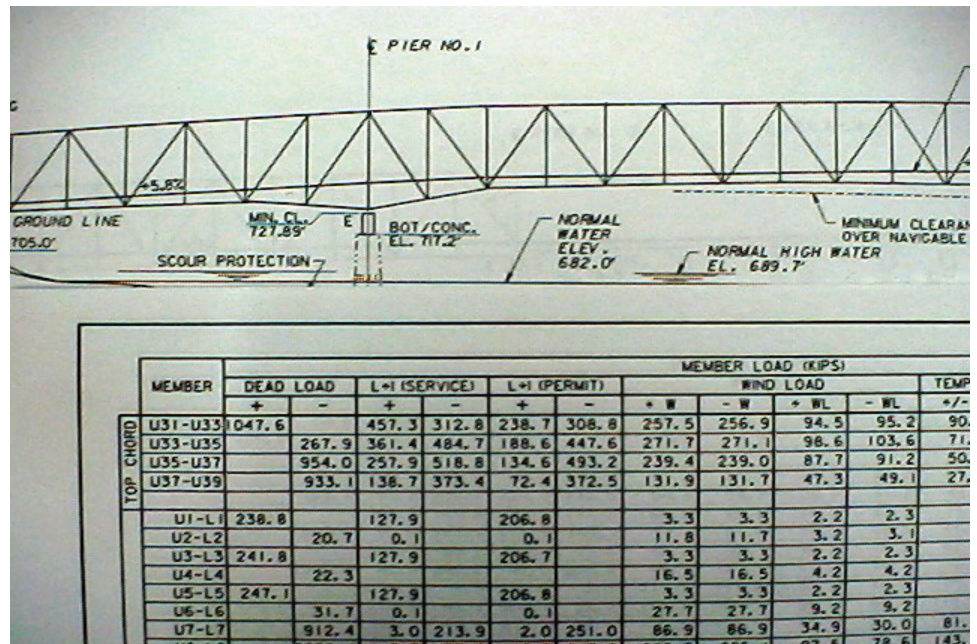 ℄ PIER NO. 1
+5.8%
GROUND LINE
705.0'
MIN. CL.
727.89'
E
BOT/CONC.
EL. 717.2'
NORMAL
WATER
ELEV.
682.0'
MINIMUM CLEARAN
OVER NAVIGABLE
SCOUR PROTECTION
NORMAL HIGH WATER
EL. 689.7'
MEMBER LOAD (KIPS)
MEMBER DEAD LOAD L+I (SERVICE) L+I (PERMIT) WIND LOAD TEMP
+ - + - + - + W - W + WL - WL +/-
TOP CHORD
U31-U33 1047.6 457.3 312.8 238.7 308.8 257.5 256.9 94.5 95.2 90.
U33-U35 267.9 361.4 484.7 188.6 447.6 271.7 271.1 98.6 103.6 71.
U35-U37 954.0 257.9 518.8 134.6 493.2 239.4 239.0 87.7 91.2 50.
U37-U39 933.1 138.7 373.4 72.4 372.5 131.9 131.7 47.3 49.1 27.
U1-L1 238.8 127.9 206.8 3.3 3.3 2.2 2.3
U2-L2 20.7 0.1 0.1 11.8 11.7 3.2 3.1
U3-L3 241.8 127.9 206.7 3.3 3.3 2.2 2.3
U4-L4 22.3 16.5 16.5 4.2 4.2
U5-L5 247.1 127.9 206.8 3.3 3.3 2.2 2.3
U6-L6 31.7 0.1 0.1 27.7 27.7 9.2 9.2
U7-L7 912.4 3.0 213.9 2.0 251.0 86.9 86.9 34.9 30.0 81.
143.